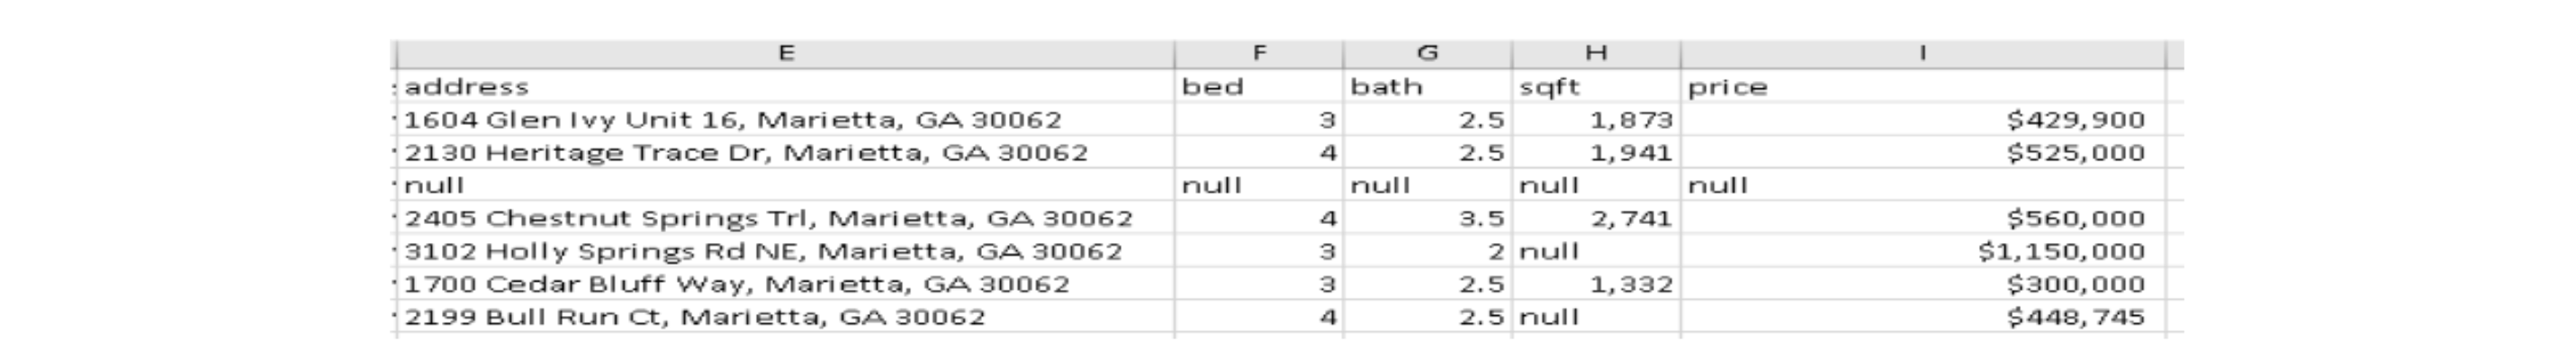 E F G H I
address bed bath sqft price
1604 Glen Ivy Unit 16, Marietta, GA 30062 3 2.5 1,873 $429,900
2130 Heritage Trace Dr, Marietta, GA 30062 4 2.5 1,941 $525,000
null null null null null
2405 Chestnut Springs Trl, Marietta, GA 30062 4 3.5 2,741 $560,000
3102 Holly Springs Rd NE, Marietta, GA 30062 3 2 null $1,150,000
1700 Cedar Bluff Way, Marietta, GA 30062 3 2.5 1,332 $300,000
2199 Bull Run Ct, Marietta, GA 30062 4 2.5 null $448,745